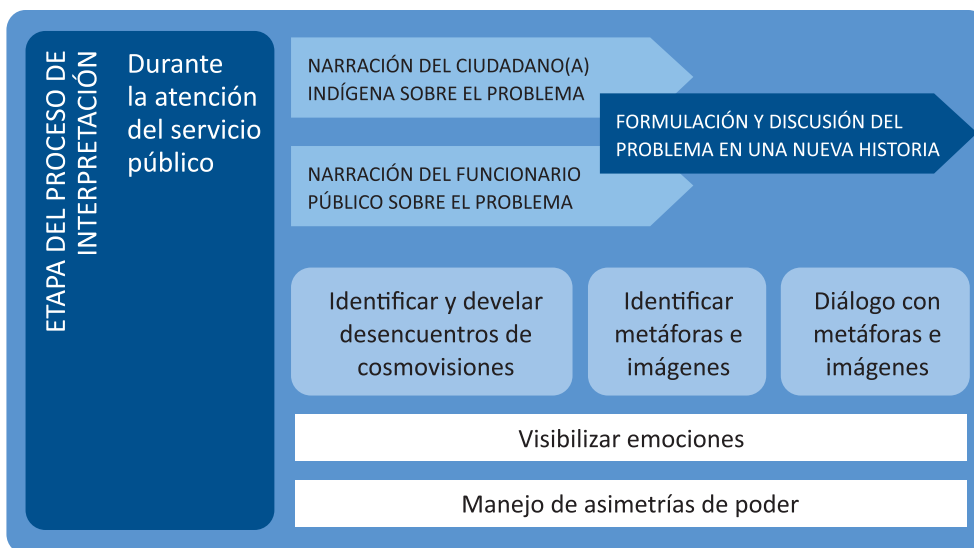 ETAPA DEL PROCESO DE
INTERPRETACIÓN
Durante
la atención
del servicio
público
NARRACIÓN DEL CIUDADANO(A)
INDÍGENA SOBRE EL PROBLEMA
NARRACIÓN DEL FUNCIONARIO
PÚBLICO SOBRE EL PROBLEMA
FORMULACIÓN Y DISCUSIÓN DEL
PROBLEMA EN UNA NUEVA HISTORIA
Identificar y develar
desencuentros de
cosmovisiones
Identificar
metáforas e
imágenes
Diálogo con
metáforas e
imágenes
Visibilizar emociones
Manejo de asimetrías de poder